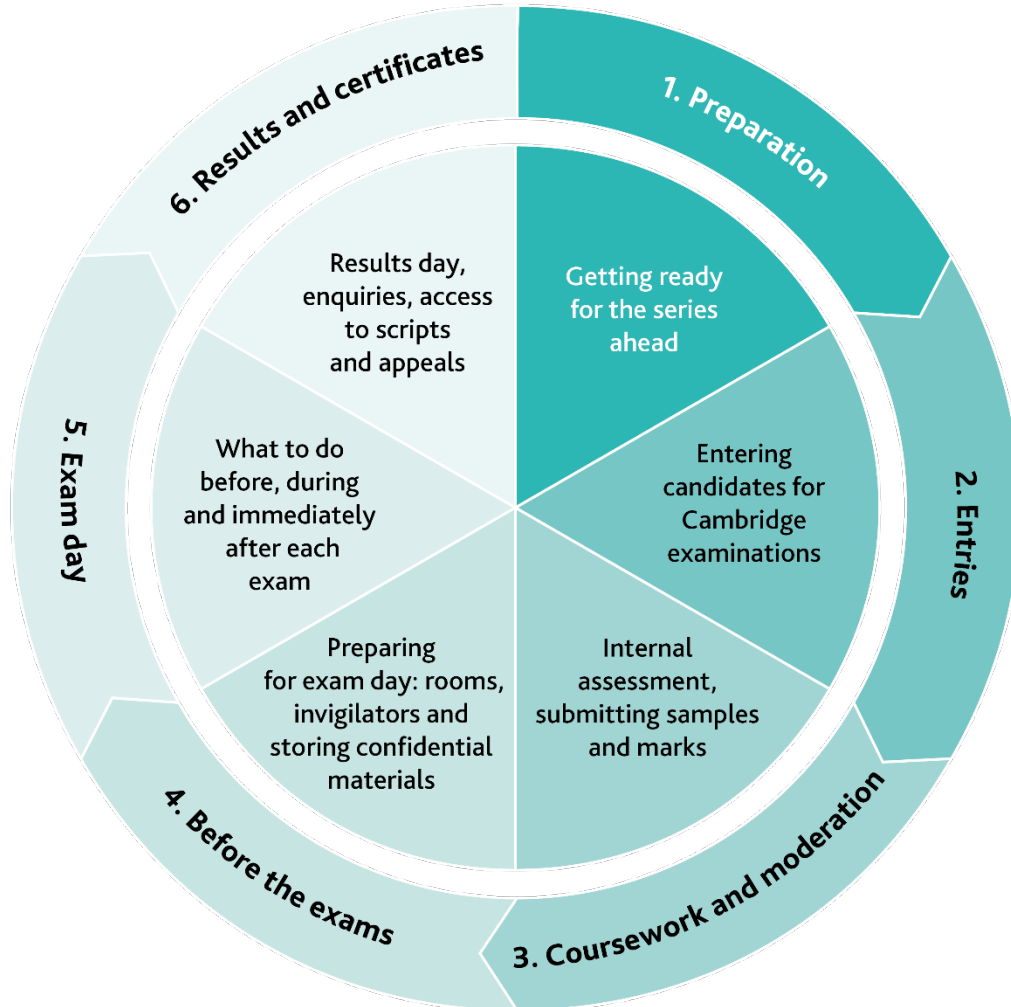 1. Preparation
Getting ready
for the series
ahead
2. Entries
Entering
candidates for
Cambridge
examinations
3. Coursework and moderation
Internal
assessment,
submitting samples
and marks
4. Before the exams
Preparing
for exam day: rooms,
invigilators and
storing confidential
materials
5. Exam day
What to do
before, during
and immediately
after each
exam
6. Results and certificates
Results day,
enquiries, access
to scripts
and appeals